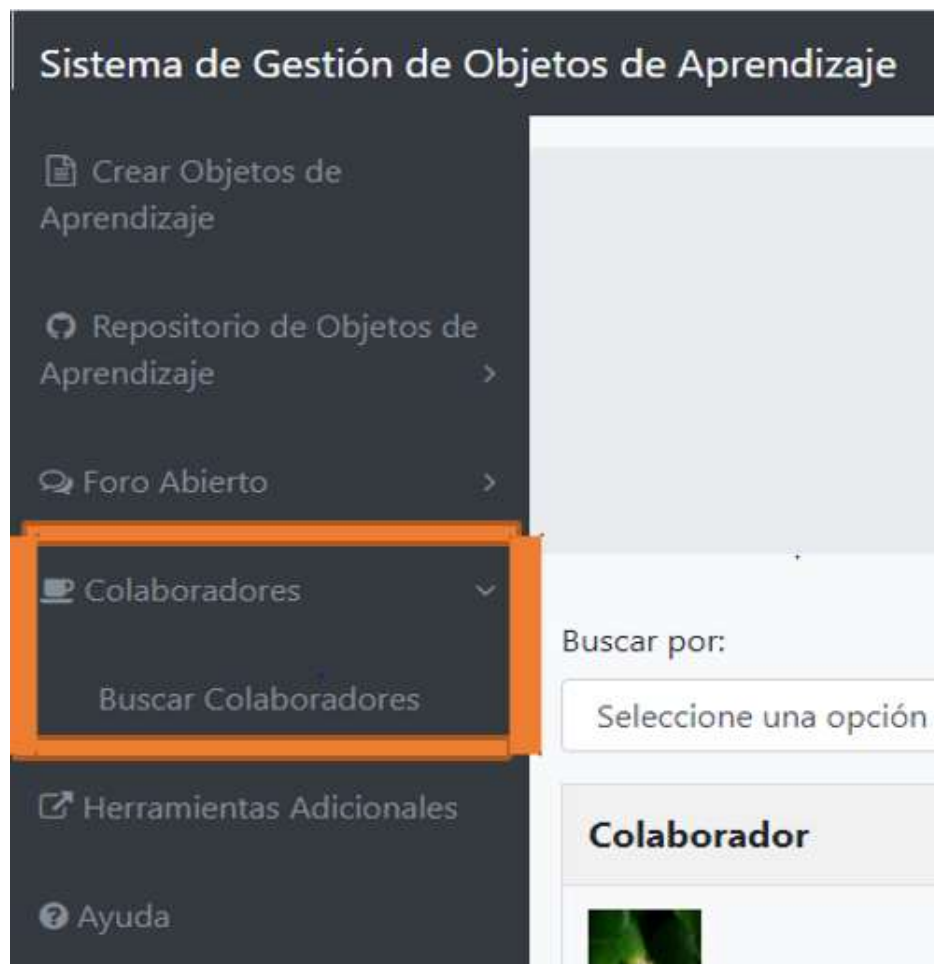 Sistema de Gestión de Objetos de Aprendizaje
Crear Objetos de
Aprendizaje
Repositorio de Objetos de
Aprendizaje
Foro Abierto
Colaboradores
Buscar Colaboradores
Herramientas Adicionales
Ayuda
Buscar por:
Seleccione una opción
Colaborador